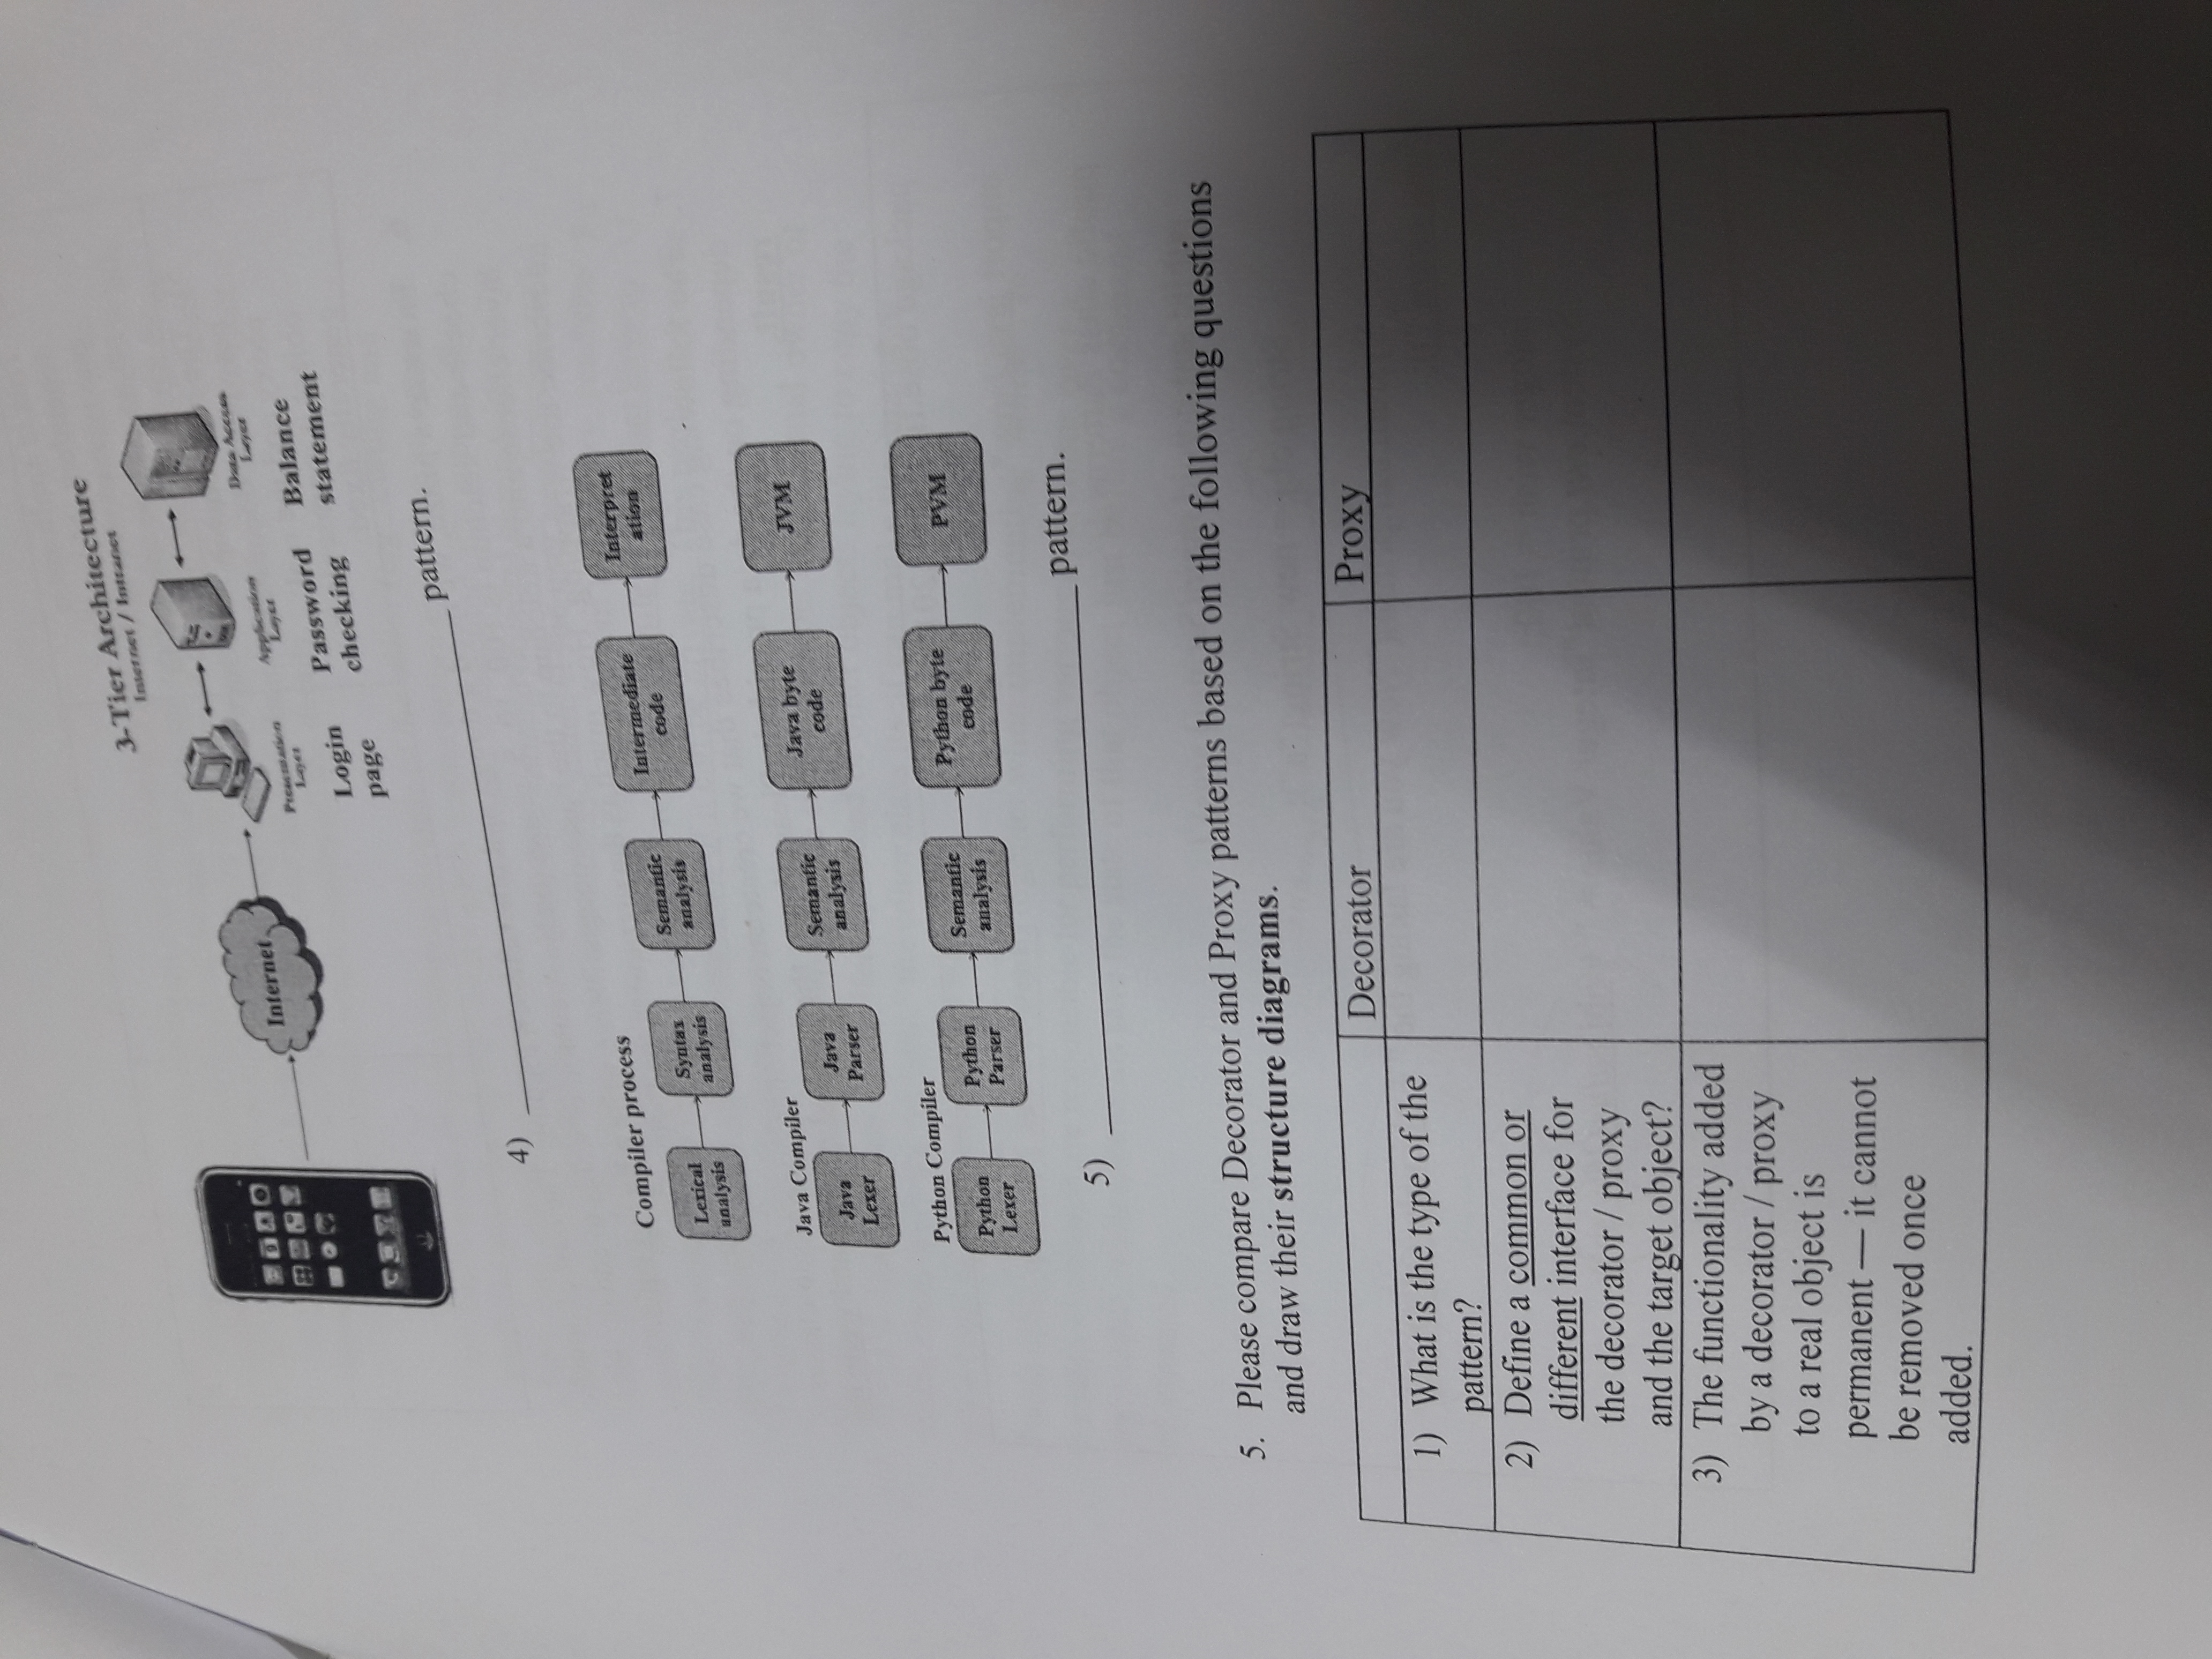 3-Tier Architecture
Internet / Intranet
Internet
Presentation
Layer
Application
Layer
Data Access
Layer
Login
page
Password
checking
Balance
statement
4) ____________________ pattern.
Compiler process
Lexical
analysis
Syntax
analysis
Semantic
analysis
Intermediate
code
Interpret
ation
Java Compiler
Java
Lexer
Java
Parser
Semantic
analysis
Java byte
code
JVM
Python Compiler
Python
Lexer
Python
Parser
Semantic
analysis
Python byte
code
PVM
5) ____________________ pattern.
5. Please compare Decorator and Proxy patterns based on the following questions
and draw their structure diagrams.
Decorator
Proxy
1) What is the type of the
pattern?
2) Define a common or
different interface for
the decorator / proxy
and the target object?
3) The functionality added
by a decorator / proxy
to a real object is
permanent — it cannot
be removed once
added.